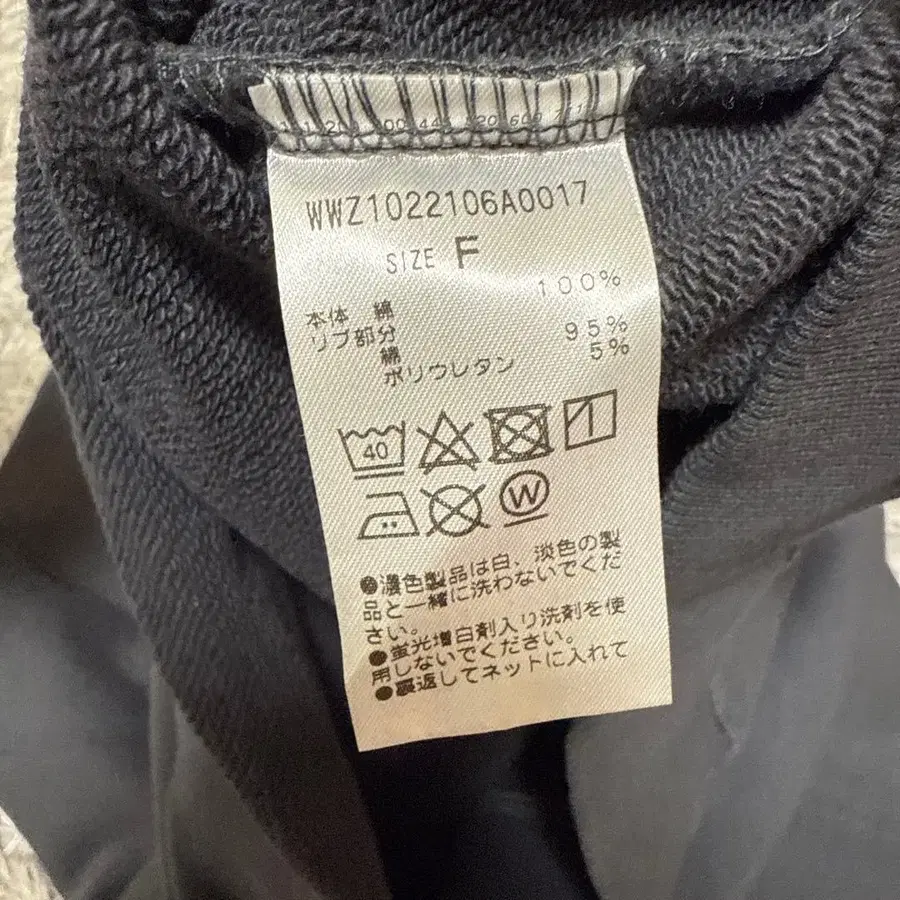 WWZ1022106A0017
SIZE F
本体 綿 100%
リブ部分
綿 95%
ポリウレタン 5%
40
W
●濃色製品は白、淡色の製
品と一緒に洗わないでくだ
さい。
●蛍光増白剤入り洗剤を使
用しないでください。
●裏返してネットに入れて